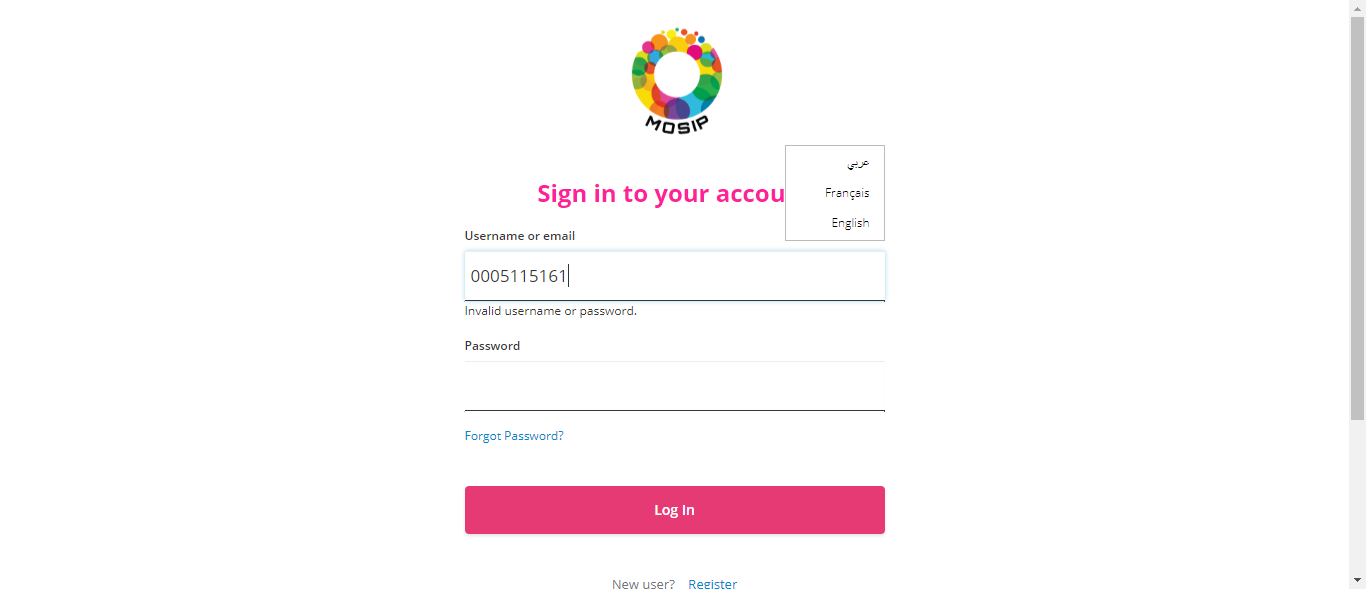 MOSIP
عربي
Français
English
Sign in to your accou
Username or email
0005115161
Invalid username or password.
Password
Forgot Password?
Log In
New user? Register